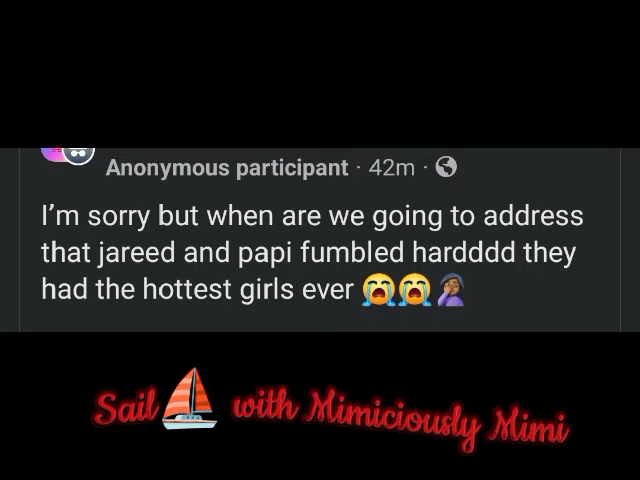 Anonymous participant · 42m ·
I'm sorry but when are we going to address
that jareed and papi fumbled hardddd they
had the hottest girls ever 😭😭🤦🏾‍♀️
Sail⛵ with Mimiciously Mimi